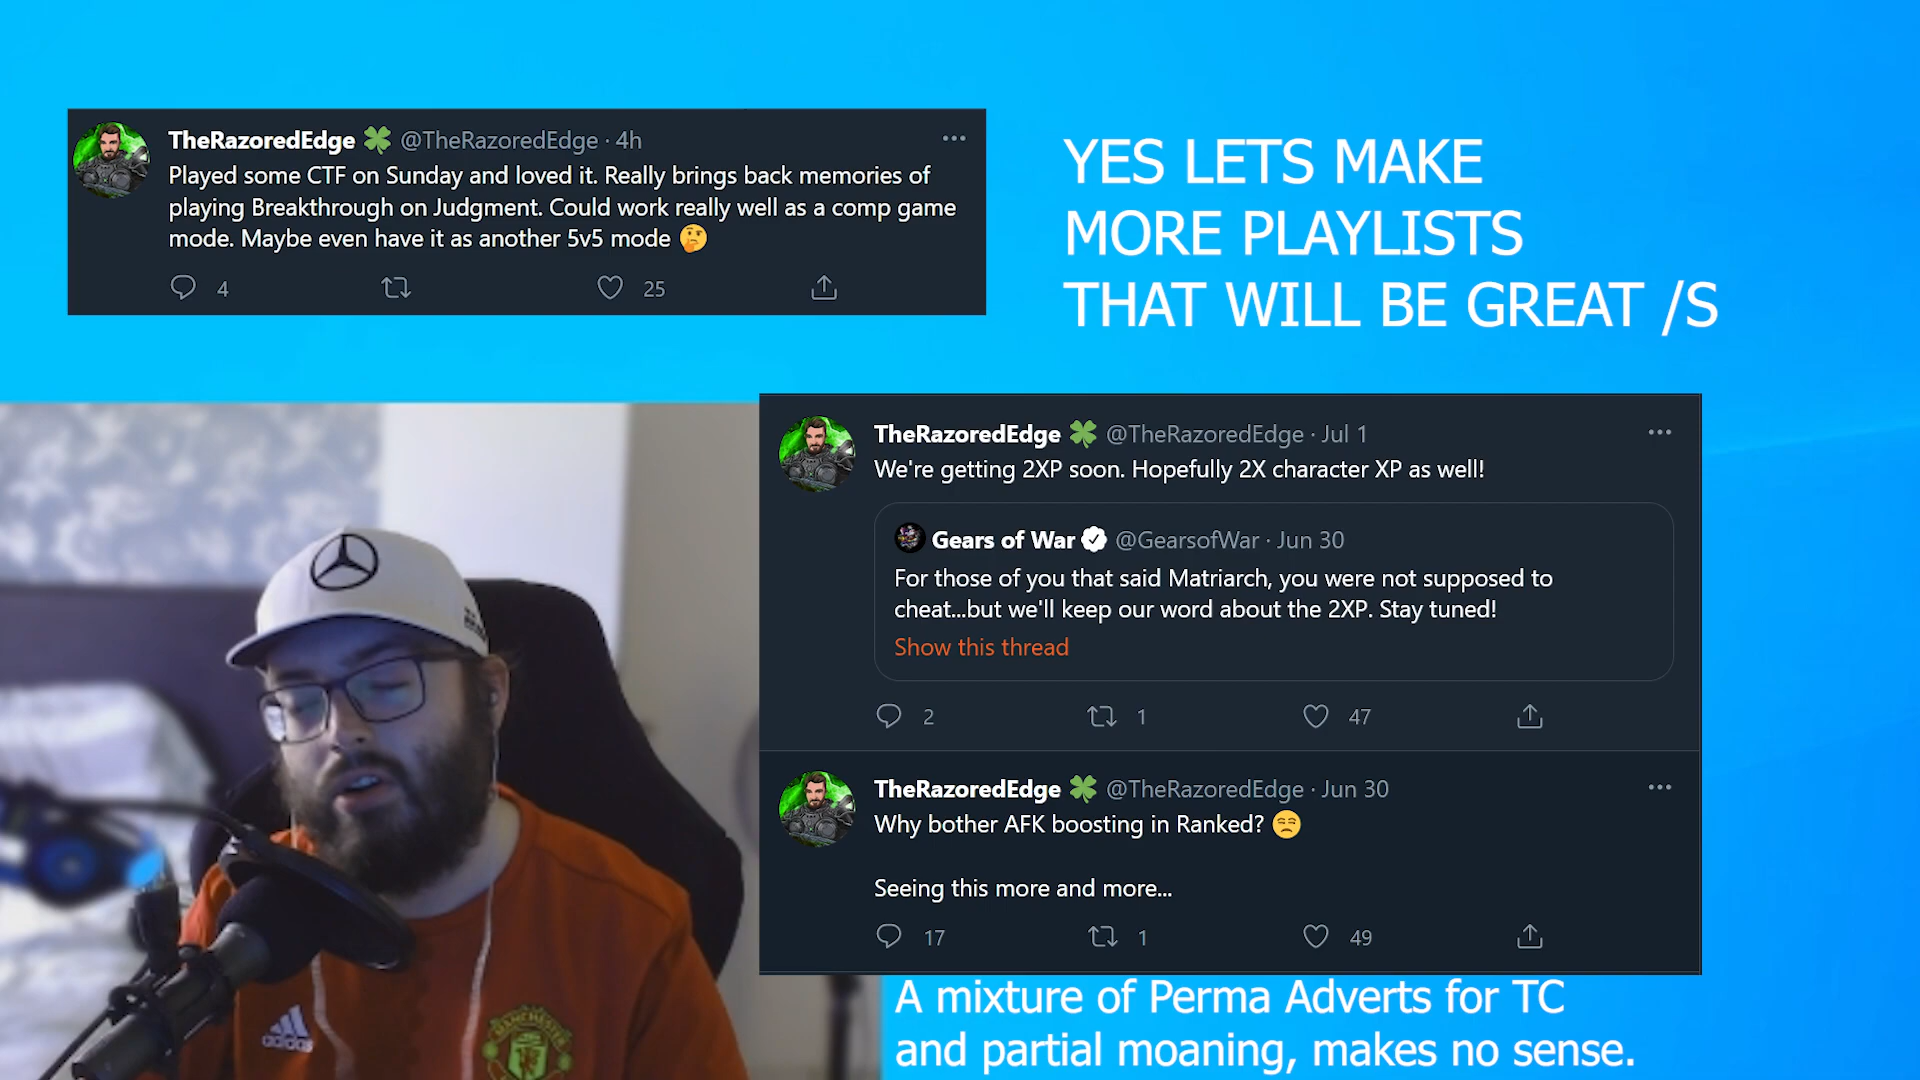 TheRazoredEdge 🍀 @TheRazoredEdge · 4h
Played some CTF on Sunday and loved it. Really brings back memories of
playing Breakthrough on Judgment. Could work really well as a comp game
mode. Maybe even have it as another 5v5 mode 🤔
4 25
YES LETS MAKE
MORE PLAYLISTS
THAT WILL BE GREAT /S
TheRazoredEdge 🍀 @TheRazoredEdge · Jul 1
We're getting 2XP soon. Hopefully 2X character XP as well!
Gears of War @GearsofWar · Jun 30
For those of you that said Matriarch, you were not supposed to
cheat...but we'll keep our word about the 2XP. Stay tuned!
Show this thread
2 1 47
TheRazoredEdge 🍀 @TheRazoredEdge · Jun 30
Why bother AFK boosting in Ranked? 😒
Seeing this more and more...
17 1 49
A mixture of Perma Adverts for TC
and partial moaning, makes no sense.
adidas
MANCHESTER